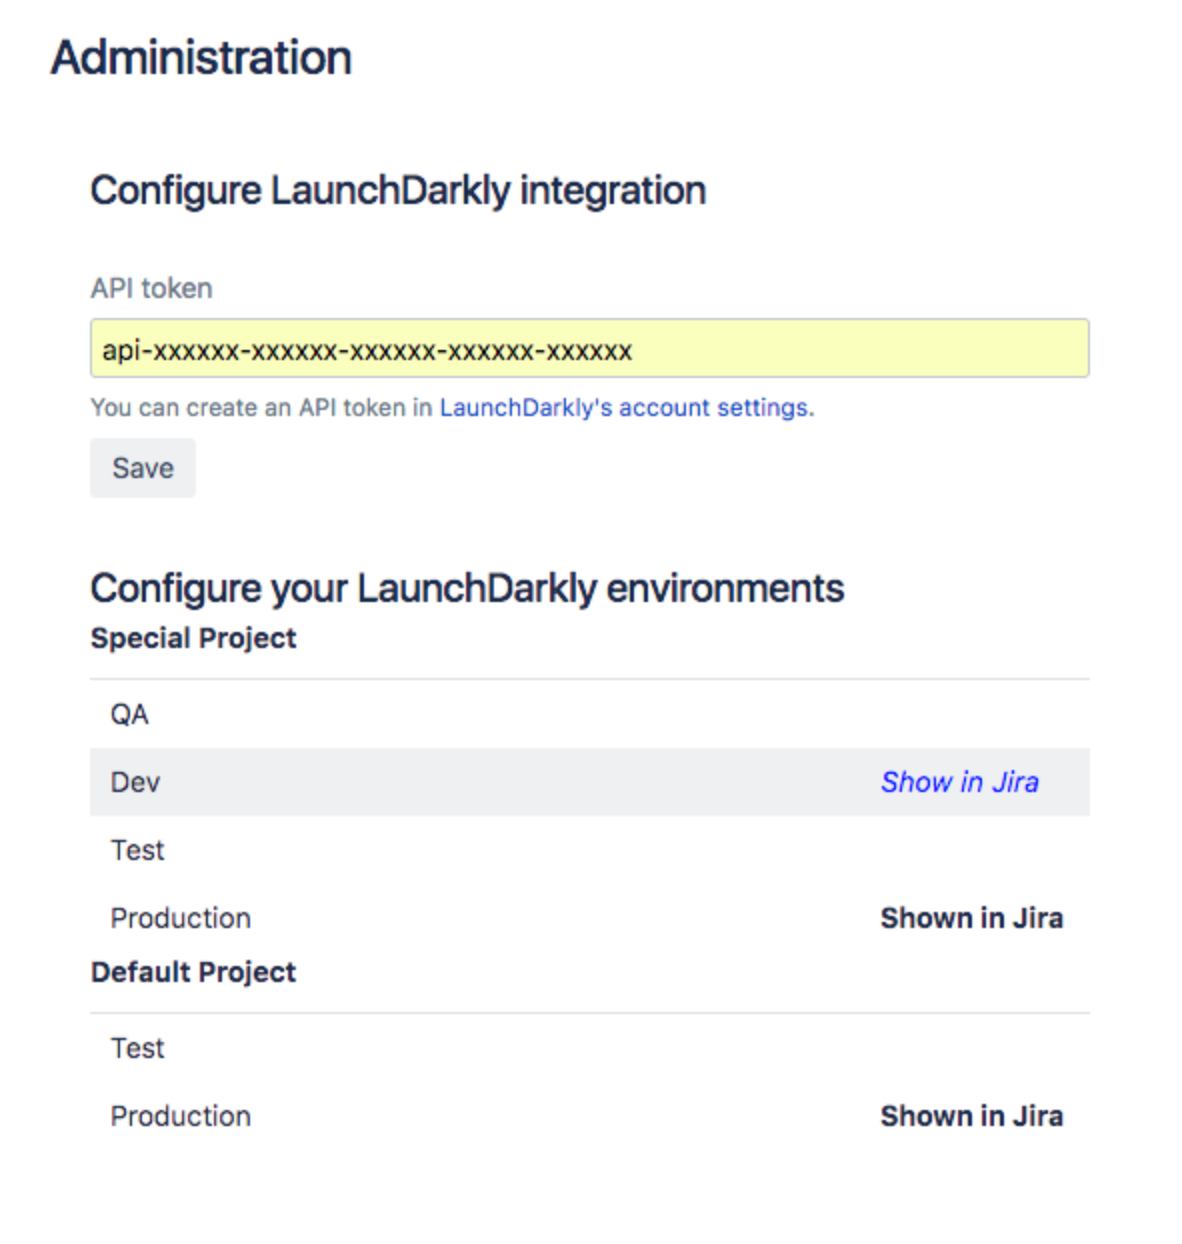 Administration
Configure LaunchDarkly integration
API token
api-xxxxxx-xxxxxx-xxxxxx-xxxxxx-xxxxxx
You can create an API token in LaunchDarkly's account settings.
Save
Configure your LaunchDarkly environments
Special Project
QA
Dev Show in Jira
Test
Production Shown in Jira
Default Project
Test
Production Shown in Jira